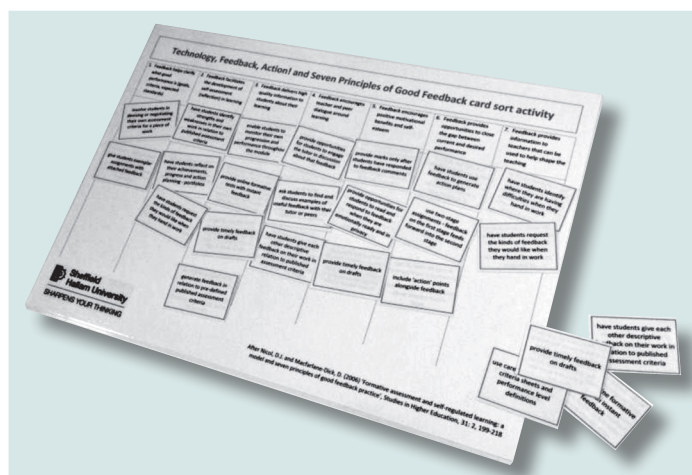 Technology, Feedback, Action! and Seven Principles of Good Feedback card sort activity
1. Feedback helps clarify
what good
performance is (goals,
criteria, expected
standards)
2. Feedback facilitates
the development of
self-assessment
(reflection) in learning
3. Feedback delivers high
quality information to
students about their
learning
4. Feedback encourages
teacher and peer
dialogue around
learning
5. Feedback encourages
positive motivational
beliefs and self-
esteem
6. Feedback provides
opportunities to close
the gap between
current and desired
performance
7. Feedback provides
information to
teachers that can be
used to help shape the
teaching
involve students in
devising or negotiating
their own assessment
criteria for a piece of
work
have students identify
strengths and
weaknesses in their own
work in relation to
published assessment
criteria
enable students to
monitor their own
progression and
performance throughout
the module
provide opportunities
for students to engage
the tutor in discussion
about their feedback
provide marks only after
students have responded
to feedback comments
have students use
feedback to generate
action plans
have students identify
where they are having
difficulties when they
hand in work
give students exemplar
assignments with
attached feedback
have students reflect on
their achievements,
progress and action
planning - portfolios
provide online formative
tests with instant
feedback
ask students to find and
discuss examples of
useful feedback with their
tutor or peers
provide opportunities for
students to read and
respond to feedback
when they are
emotionally ready and in
privacy
use two stage
assignments - feedback
on the first stage feeds
forward into the second
stage
have students request
the kinds of feedback
they would like when
they hand in work
have students request
the kinds of feedback
they would like when
they hand in work
provide timely feedback
on drafts
have students give each
other descriptive
feedback on their work in
relation to published
assessment criteria
provide timely feedback
on drafts
include 'action' points
alongside feedback
generate feedback in
relation to pre-defined
published assessment
criteria
Sheffield
Hallam University
SHARPENS YOUR THINKING
After Nicol, D.J. and Macfarlane-Dick, D. (2006) 'Formative assessment and self-regulated learning: a
model and seven principles of good feedback practice', Studies in Higher Education, 31: 2, 199-218
have students give each
other descriptive
back on their work in
lation to published
assessment criteria
provide timely feedback
on drafts
use care
criteria sheets and
performance level
definitions
formative
instant
feedback